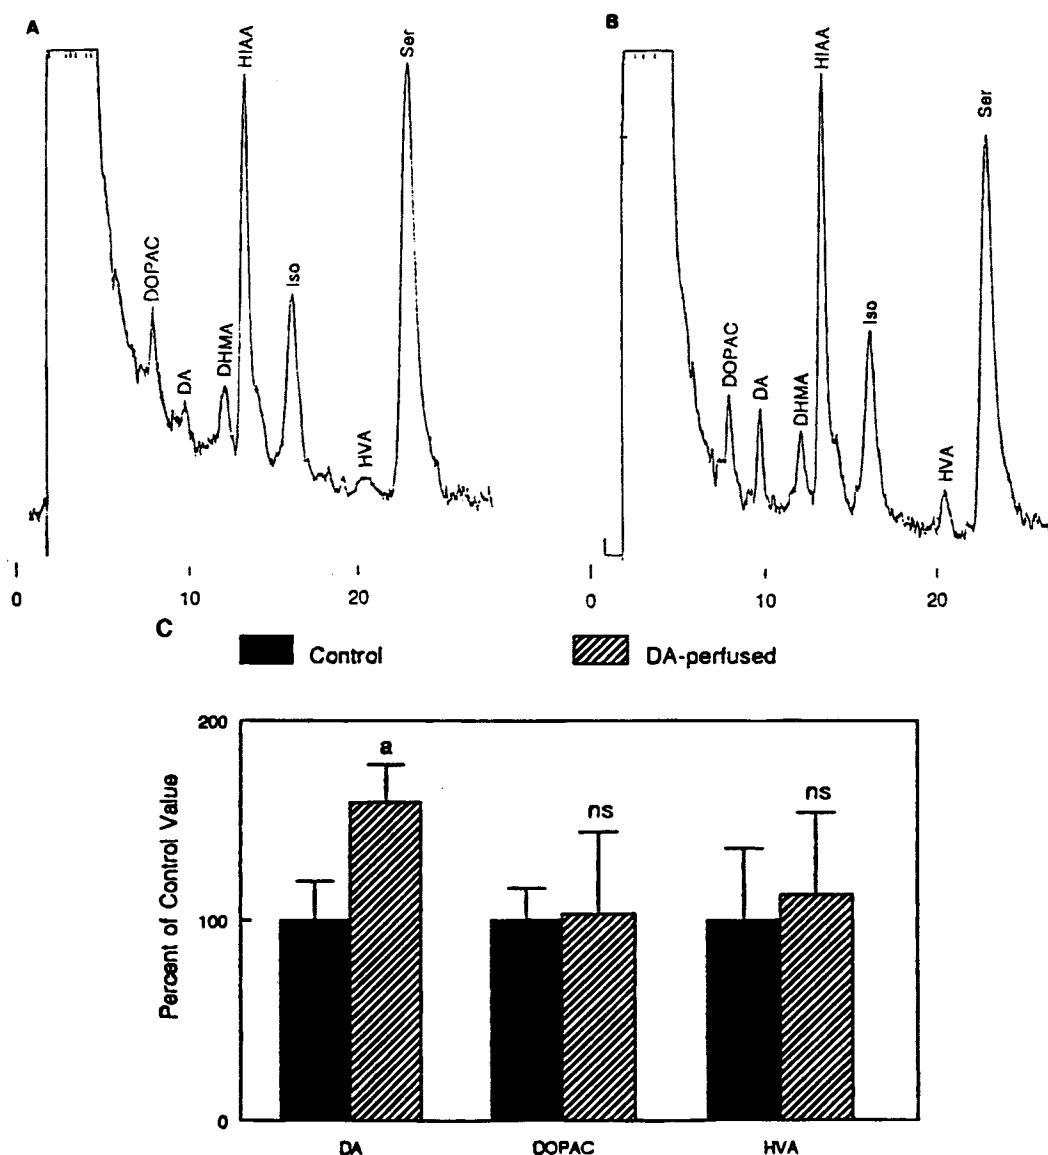 A
HIAA
Ser
DOPAC
DA
DHMA
Iso
HVA
0 10 20
B
HIAA
Ser
DOPAC
DA
DHMA
Iso
HVA
0 10 20
C
Control DA-perfused
Percent of Control Value
200
100
0
a
ns
ns
DA DOPAC HVA